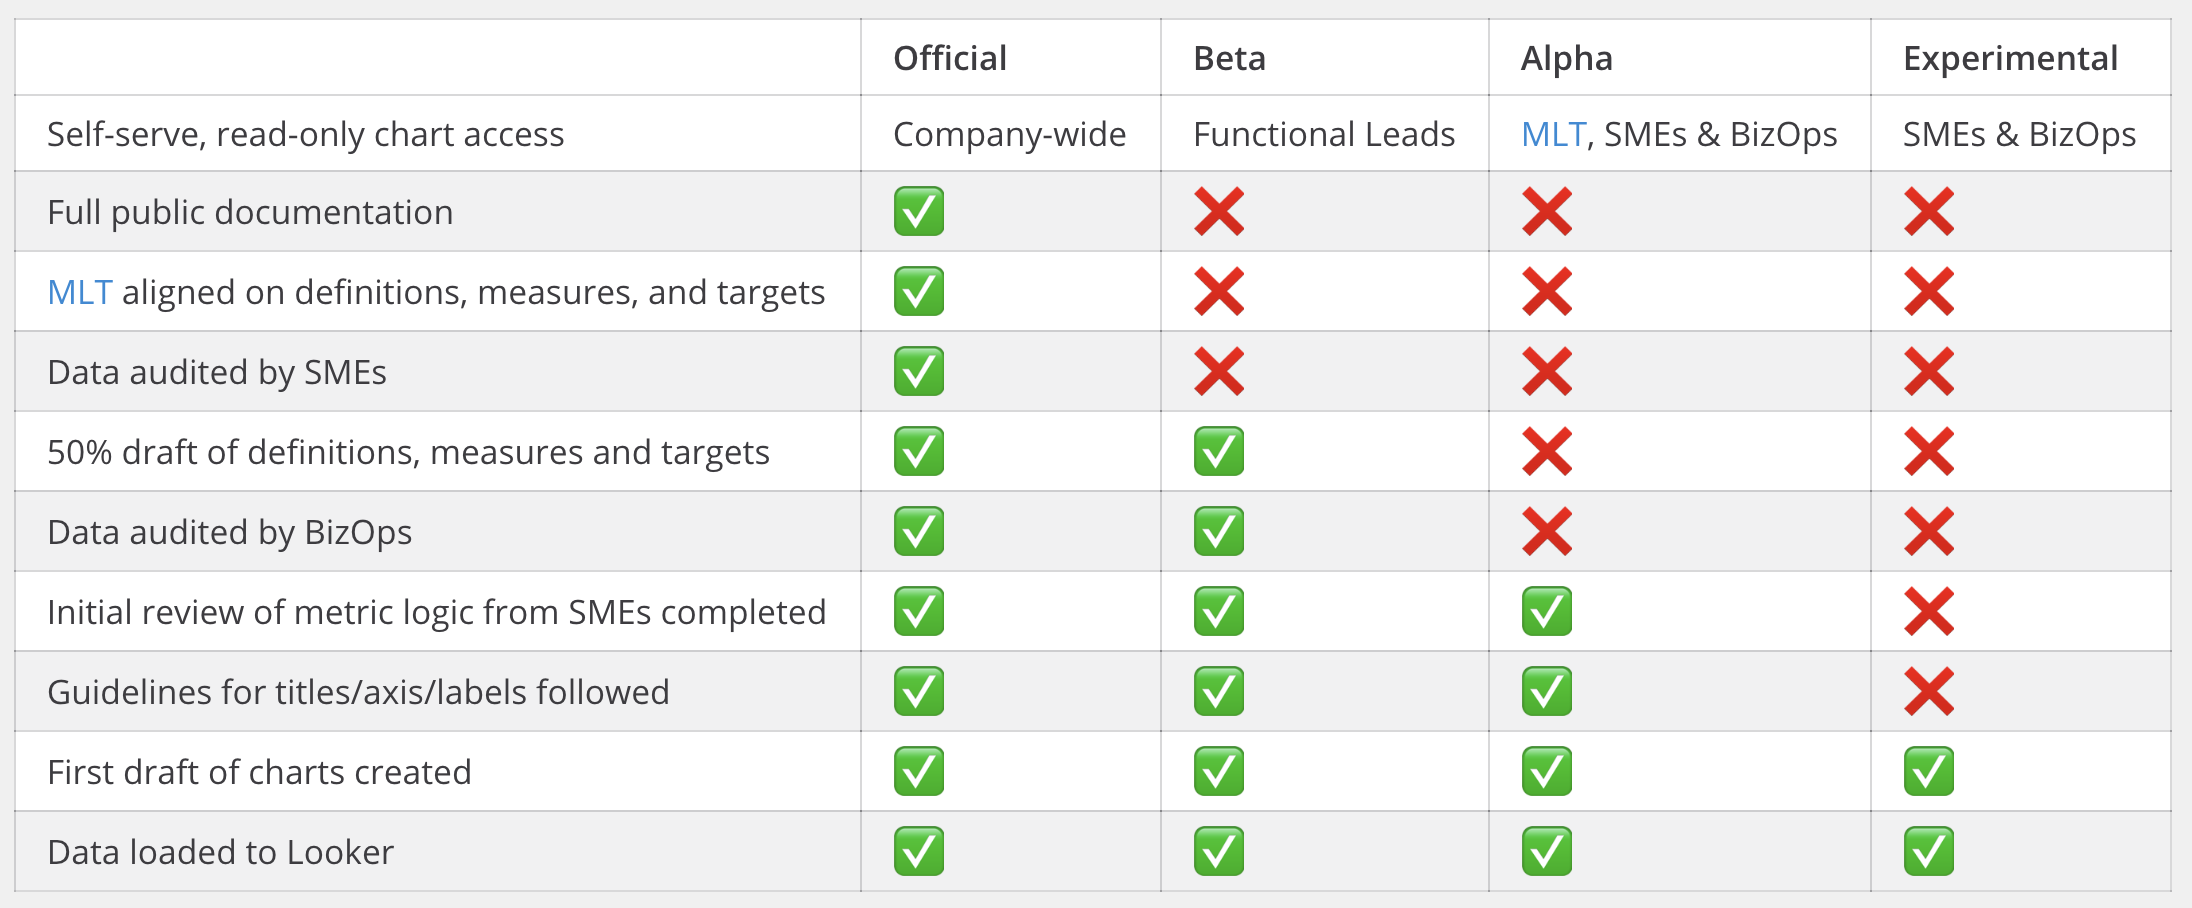 Official Beta Alpha Experimental
Self-serve, read-only chart access Company-wide Functional Leads MLT, SMEs & BizOps SMEs & BizOps
Full public documentation ✅ ❌ ❌ ❌
MLT aligned on definitions, measures, and targets ✅ ❌ ❌ ❌
Data audited by SMEs ✅ ❌ ❌ ❌
50% draft of definitions, measures and targets ✅ ✅ ❌ ❌
Data audited by BizOps ✅ ✅ ❌ ❌
Initial review of metric logic from SMEs completed ✅ ✅ ✅ ❌
Guidelines for titles/axis/labels followed ✅ ✅ ✅ ❌
First draft of charts created ✅ ✅ ✅ ✅
Data loaded to Looker ✅ ✅ ✅ ✅